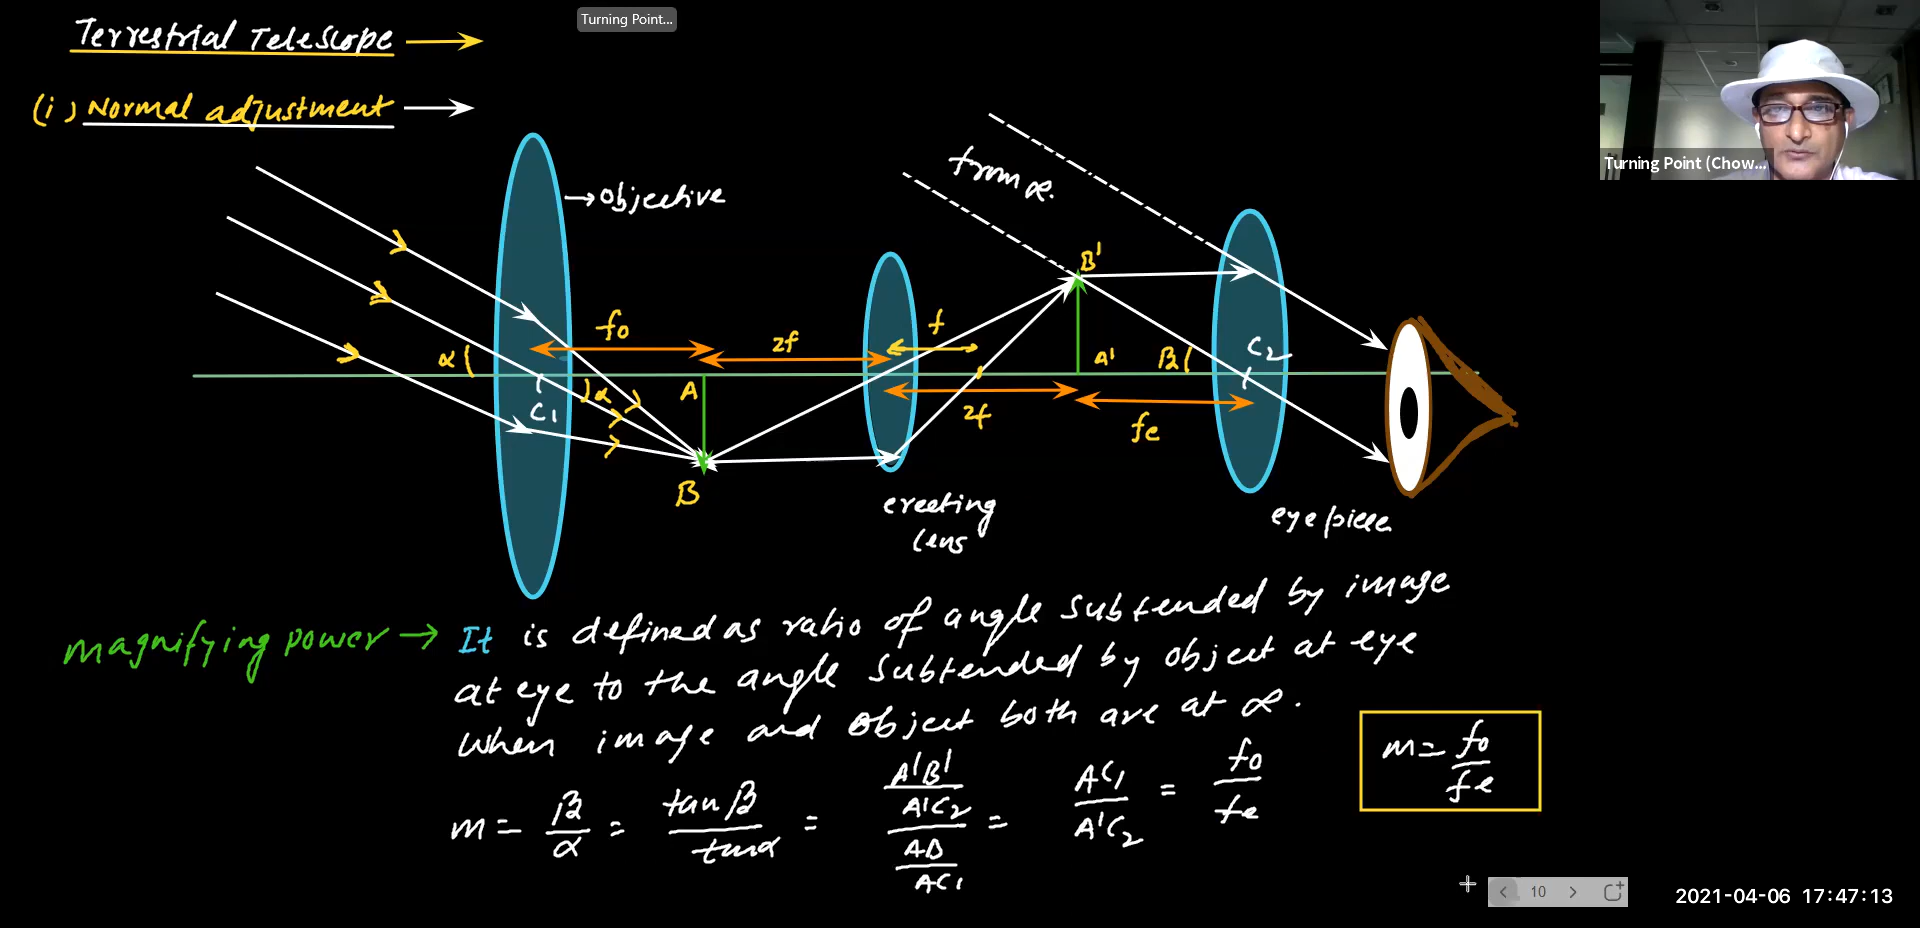 Turning Point...
Terrestrial Telescope
(i) Normal adjustment
Turning Point (Chow...
from ∞.
→ objective
B'
fo
f
2f
α
A
A'
β
C2
C1
α
2f
fe
B
erecting
lens
eye piece
magnifying power → It is defined as ratio of angle subtended by image
at eye to the angle subtended by object at eye
when image and object both are at ∞.
m = β/α = tanβ/tanα = (A'B'/A'C2)/(AB/AC1) = AC1/A'C2 = fo/fe
m = fo/fe
10
2021-04-06 17:47:13